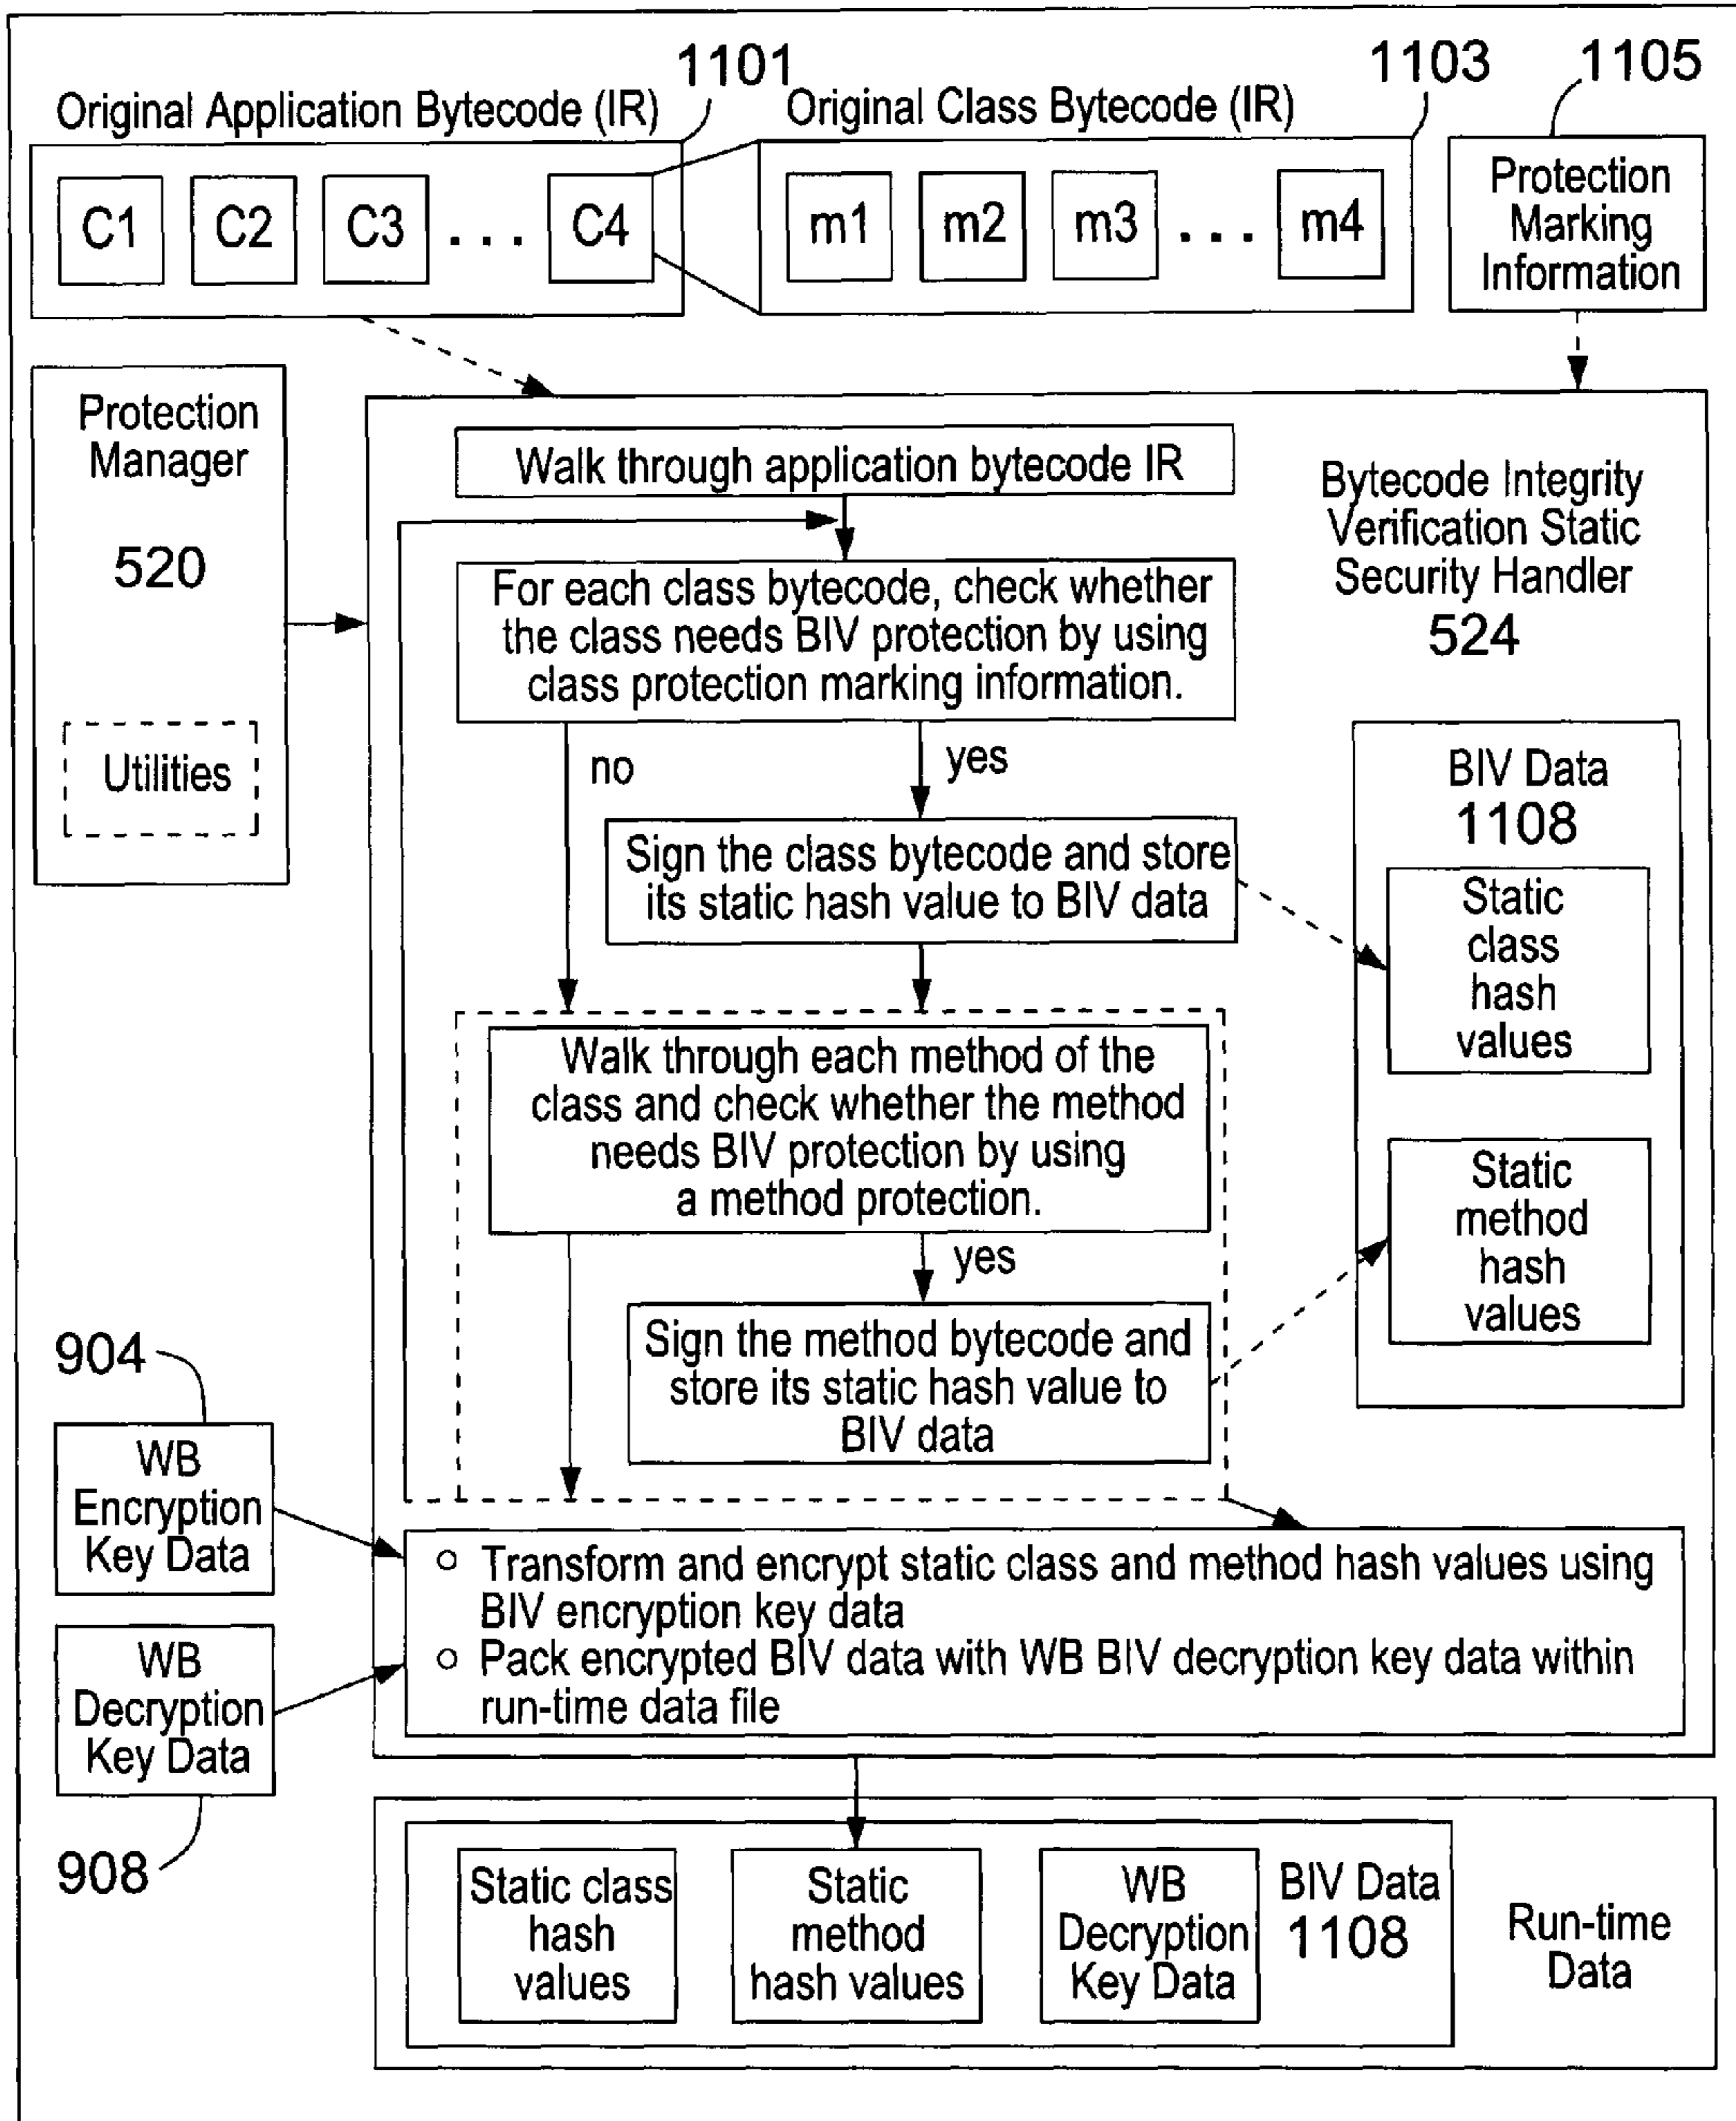 1101
1103
1105
Original Application Bytecode (IR)
Original Class Bytecode (IR)
C1
C2
C3
. . .
C4
m1
m2
m3
. . .
m4
Protection
Marking
Information
Protection
Manager
520
Utilities
Walk through application bytecode IR
Bytecode Integrity
Verification Static
Security Handler
524
For each class bytecode, check whether
the class needs BIV protection by using
class protection marking information.
no
yes
Sign the class bytecode and store
its static hash value to BIV data
BIV Data
1108
Static
class
hash
values
Walk through each method of the
class and check whether the method
needs BIV protection by using
a method protection.
yes
Static
method
hash
values
Sign the method bytecode and
store its static hash value to
BIV data
904
WB
Encryption
Key Data
WB
Decryption
Key Data
908
○ Transform and encrypt static class and method hash values using
BIV encryption key data
○ Pack encrypted BIV data with WB BIV decryption key data within
run-time data file
Static class
hash
values
Static
method
hash values
WB
Decryption
Key Data
BIV Data
1108
Run-time
Data